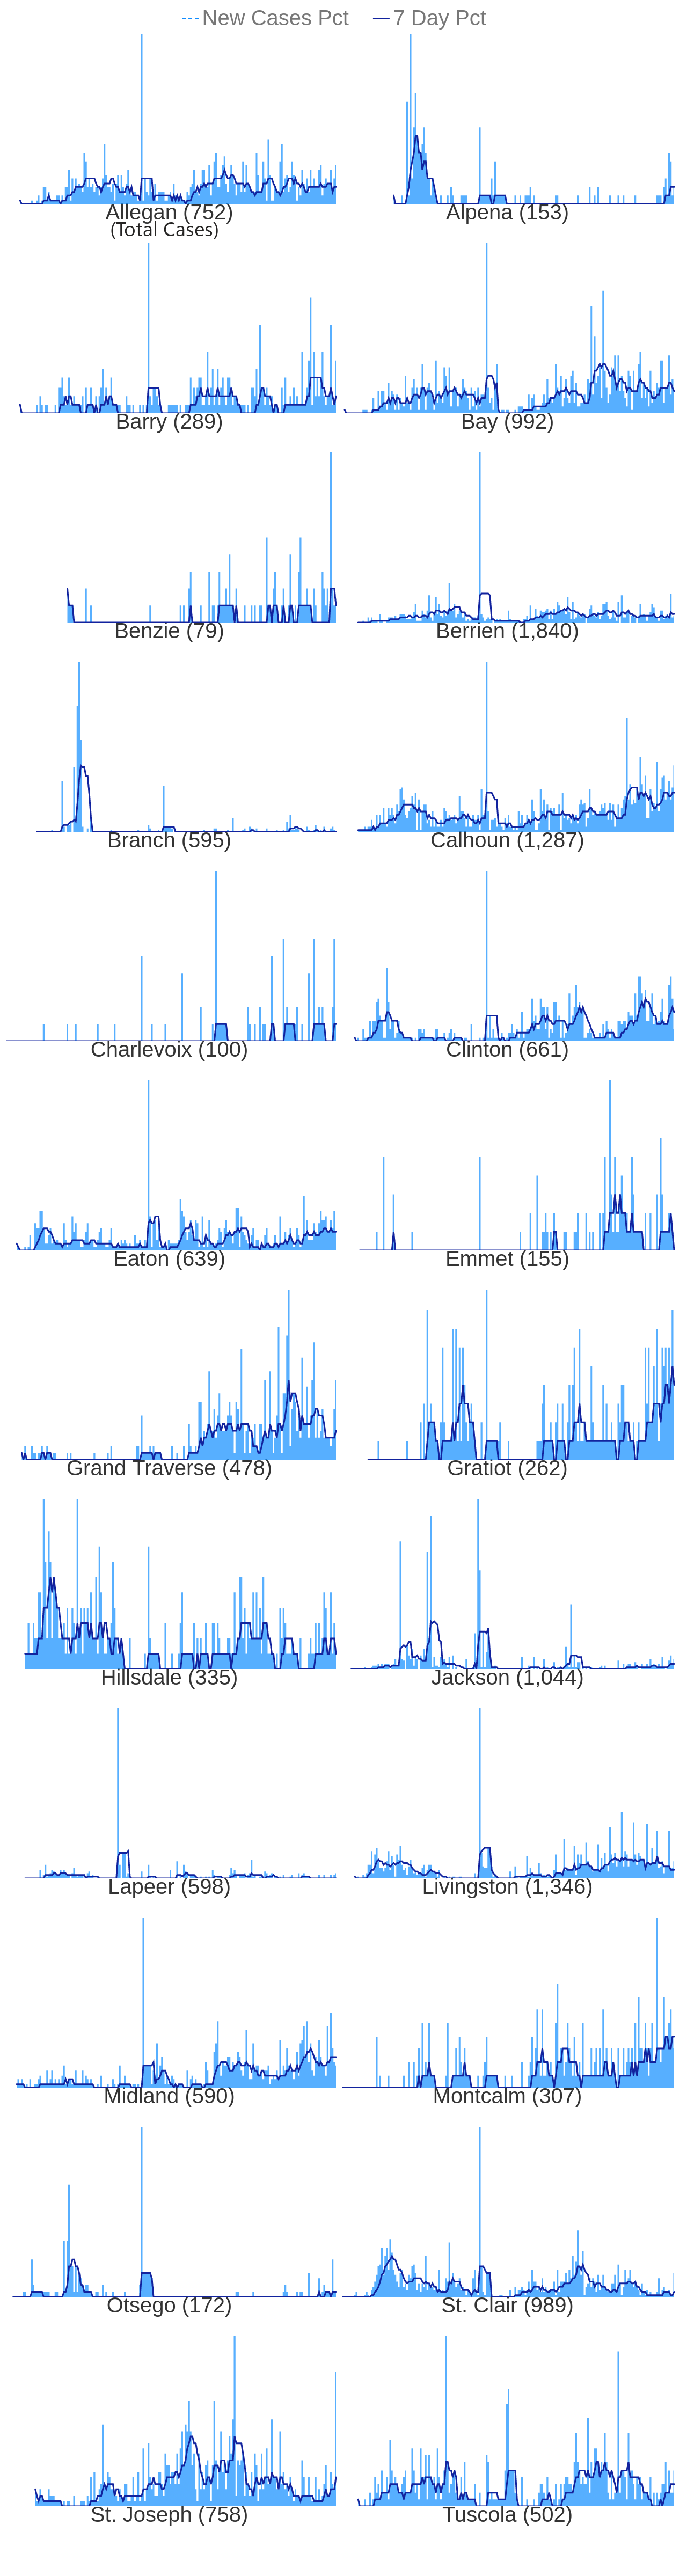 New Cases Pct 7 Day Pct
Allegan (752) Alpena (153)
(Total Cases)
Barry (289) Bay (992)
Benzie (79) Berrien (1,840)
Branch (595) Calhoun (1,287)
Charlevoix (100) Clinton (661)
Eaton (639) Emmet (155)
Grand Traverse (478) Gratiot (262)
Hillsdale (335) Jackson (1,044)
Lapeer (598) Livingston (1,346)
Midland (590) Montcalm (307)
Otsego (172) St. Clair (989)
St. Joseph (758) Tuscola (502)